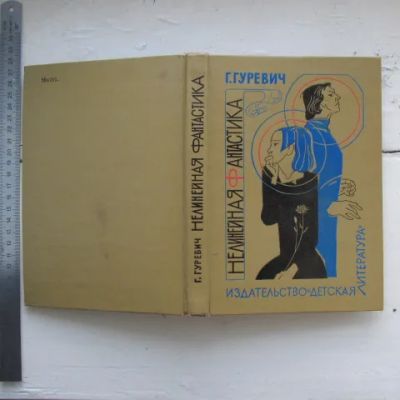 Г. ГУРЕВИЧ
НЕЛИНЕЙНАЯ ФАНТАСТИКА
ИЗДАТЕЛЬСТВО «ДЕТСКАЯ ЛИТЕРАТУРА»
Г. ГУРЕВИЧ НЕЛИНЕЙНАЯ ФАНТАСТИКА